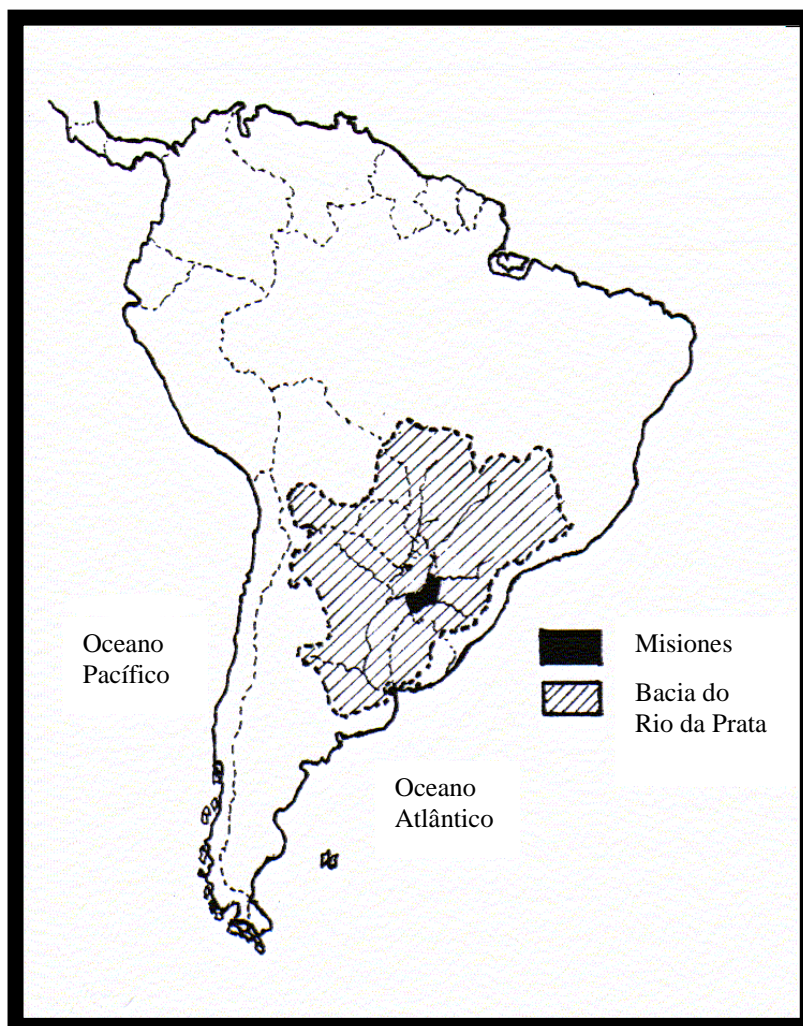 Oceano
Pacífico
Misiones
Bacia do
Rio da Prata
Oceano
Atlântico